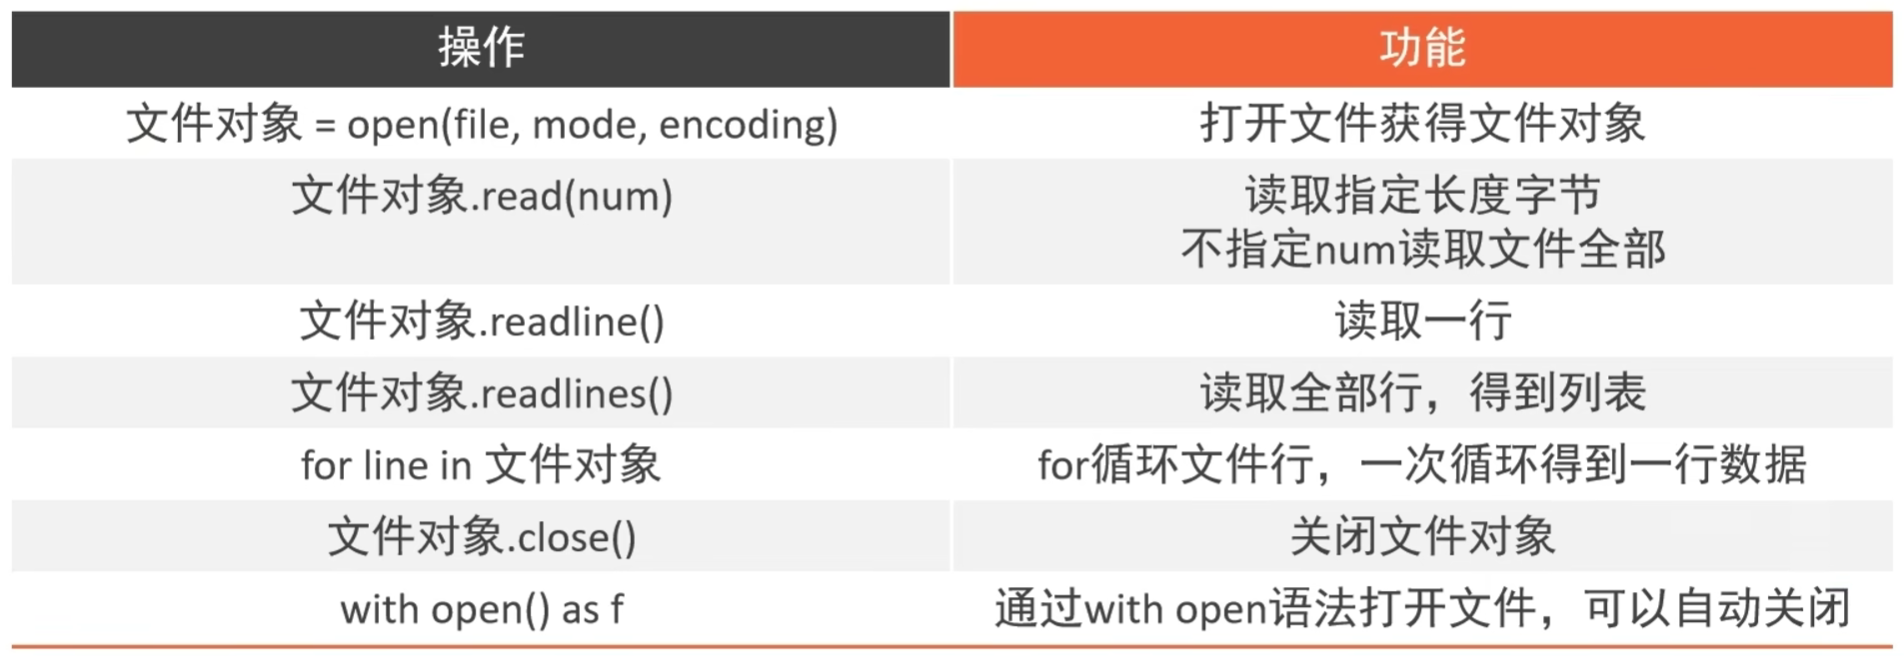 操作
功能
文件对象 = open(file, mode, encoding)
打开文件获得文件对象
文件对象.read(num)
读取指定长度字节
不指定num读取文件全部
文件对象.readline()
读取一行
文件对象.readlines()
读取全部行，得到列表
for line in 文件对象
for循环文件行，一次循环得到一行数据
文件对象.close()
关闭文件对象
with open() as f
通过with open语法打开文件，可以自动关闭